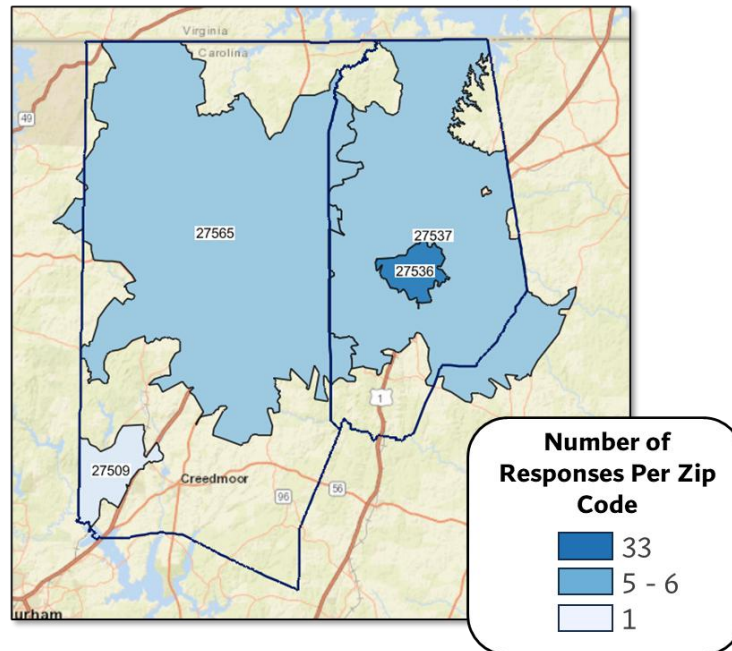 Virginia
Carolina
49
27565
27537
27536
1
27509
Creedmoor
96
56
urham
Number of
Responses Per Zip
Code
33
5 - 6
1